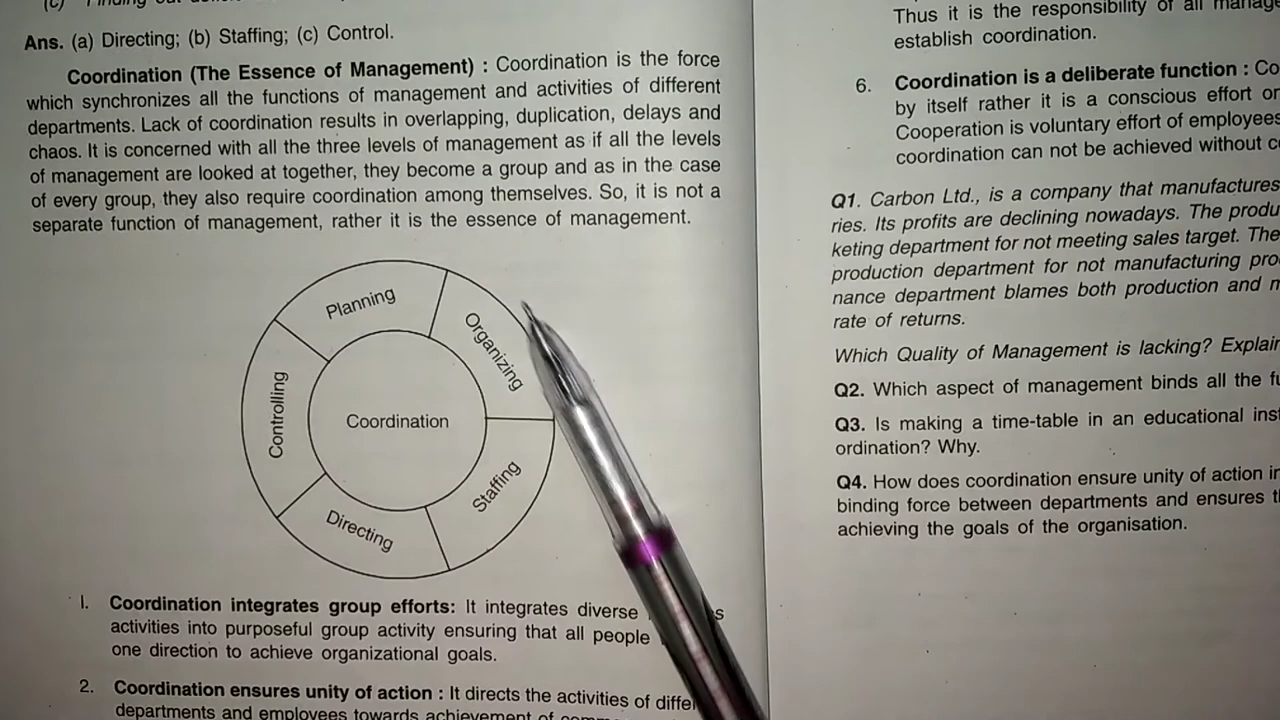 (c)
Ans. (a) Directing; (b) Staffing; (c) Control.
Coordination (The Essence of Management) : Coordination is the force
which synchronizes all the functions of management and activities of different
departments. Lack of coordination results in overlapping, duplication, delays and
chaos. It is concerned with all the three levels of management as if all the levels
of management are looked at together, they become a group and as in the case
of every group, they also require coordination among themselves. So, it is not a
separate function of management, rather it is the essence of management.
Planning
Organizing
Controlling
Coordination
Staffing
Directing
I. Coordination integrates group efforts: It integrates diverse
activities into purposeful group activity ensuring that all people
one direction to achieve organizational goals.
2. Coordination ensures unity of action : It directs the activities of
departments and employees towards achievement of
Thus it is the responsibility of all
establish coordination.
6. Coordination is a deliberate function :
by itself rather it is a conscious effort
Cooperation is voluntary effort of employees
coordination can not be achieved without
Q1. Carbon Ltd., is a company that manufactures
ries. Its profits are declining nowadays. The
keting department for not meeting sales target. The
production department for not manufacturing
nance department blames both production and
rate of returns.
Which Quality of Management is lacking?
Q2. Which aspect of management binds all the
Q3. Is making a time-table in an educational
ordination? Why.
Q4. How does coordination ensure unity of action
binding force between departments and ensures
achieving the goals of the organisation.